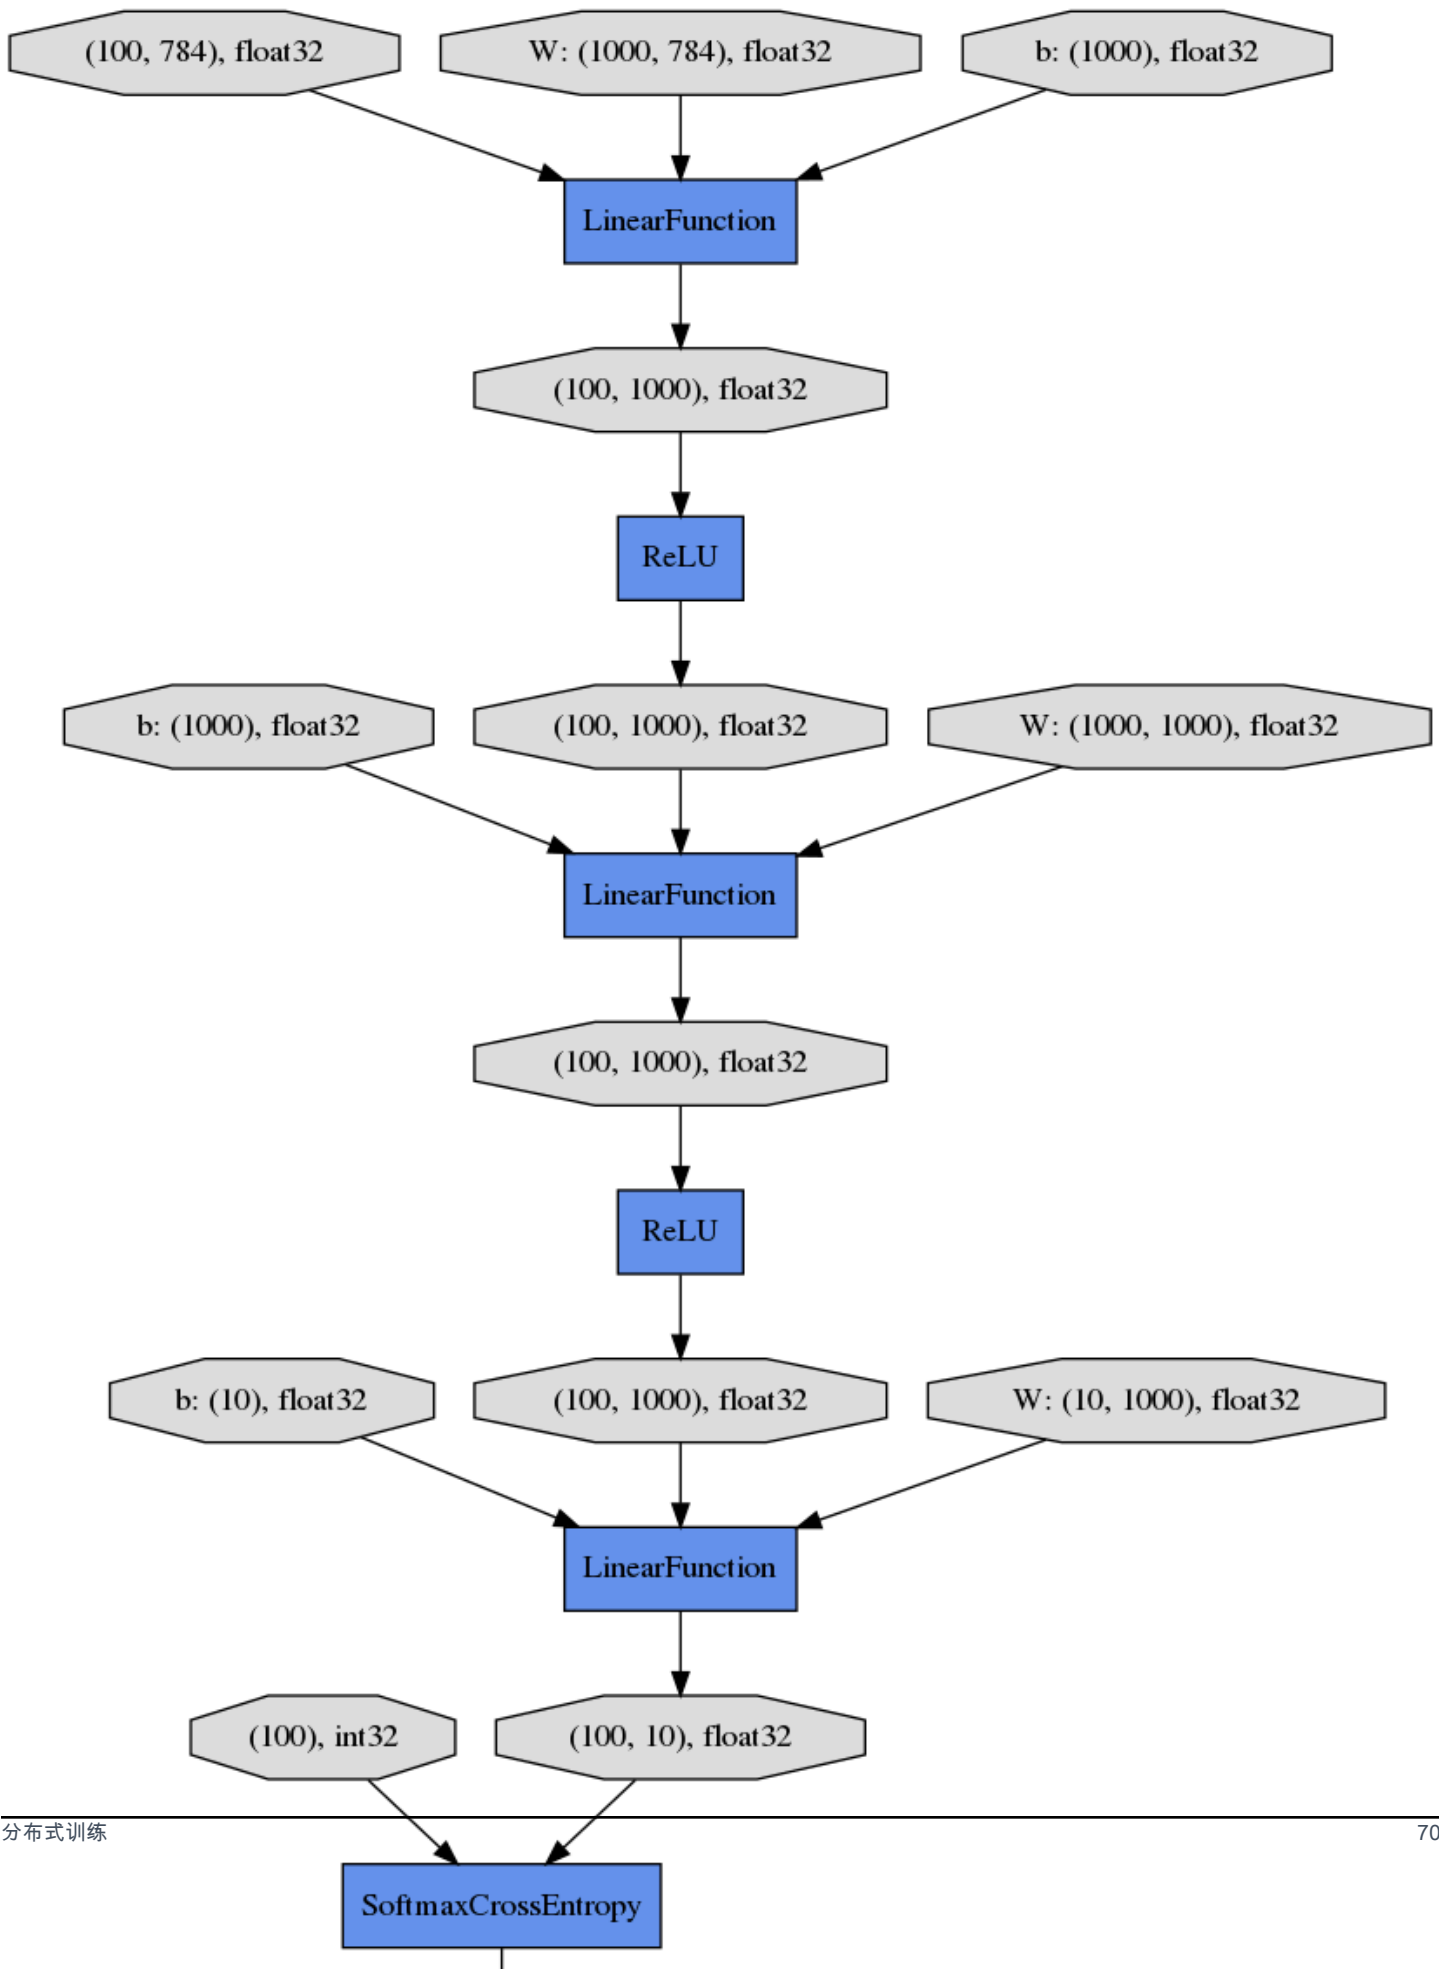 (100, 784), float32
W: (1000, 784), float32
b: (1000), float32
LinearFunction
(100, 1000), float32
ReLU
b: (1000), float32
(100, 1000), float32
W: (1000, 1000), float32
LinearFunction
(100, 1000), float32
ReLU
b: (10), float32
(100, 1000), float32
W: (10, 1000), float32
LinearFunction
(100), int32
(100, 10), float32
分布式训练
70
SoftmaxCrossEntropy